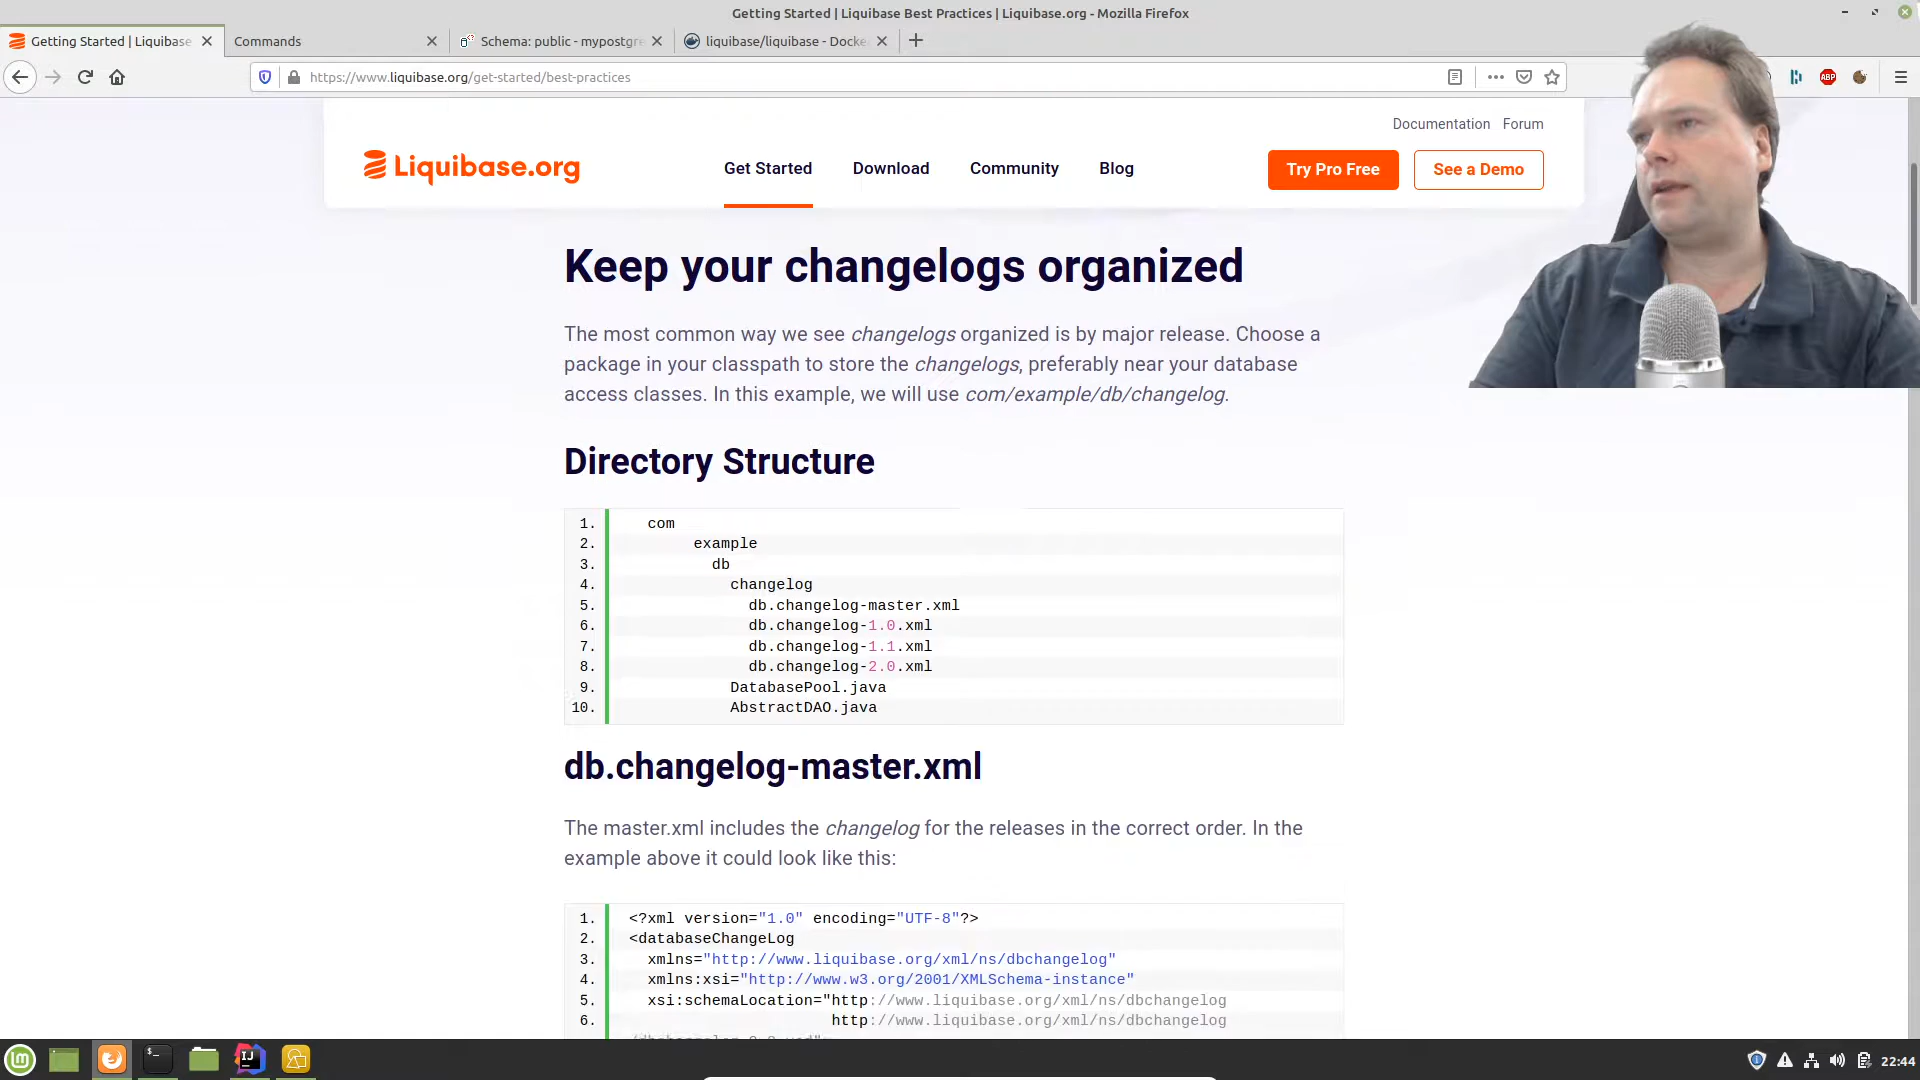 Getting Started | Liquibase Best Practices | Liquibase.org - Mozilla Firefox
Getting Started | Liquibase
Commands
Schema: public - mypostgre
liquibase/liquibase - Docke
https://www.liquibase.org/get-started/best-practices
ABP
Documentation Forum
Liquibase.org
Get Started Download Community Blog
Try Pro Free
See a Demo
Keep your changelogs organized
The most common way we see changelogs organized is by major release. Choose a
package in your classpath to store the changelogs, preferably near your database
access classes. In this example, we will use com/example/db/changelog.
Directory Structure
1. com
2. example
3. db
4. changelog
5. db.changelog-master.xml
6. db.changelog-1.0.xml
7. db.changelog-1.1.xml
8. db.changelog-2.0.xml
9. DatabasePool.java
10. AbstractDAO.java
db.changelog-master.xml
The master.xml includes the changelog for the releases in the correct order. In the
example above it could look like this:
1. <?xml version="1.0" encoding="UTF-8"?>
2. <databaseChangeLog
3. xmlns="http://www.liquibase.org/xml/ns/dbchangelog"
4. xmlns:xsi="http://www.w3.org/2001/XMLSchema-instance"
5. xsi:schemaLocation="http://www.liquibase.org/xml/ns/dbchangelog
6. http://www.liquibase.org/xml/ns/dbchangelog
IJ
22:44